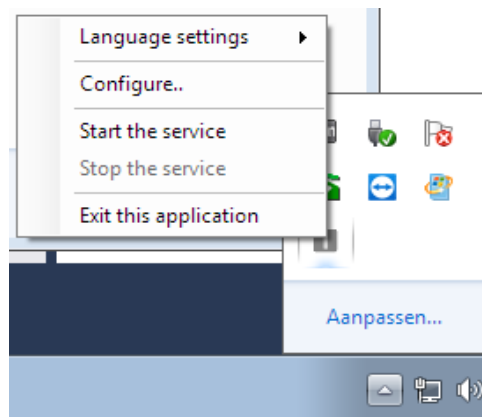 Language settings
Configure..
Start the service
Stop the service
Exit this application
Aanpassen...